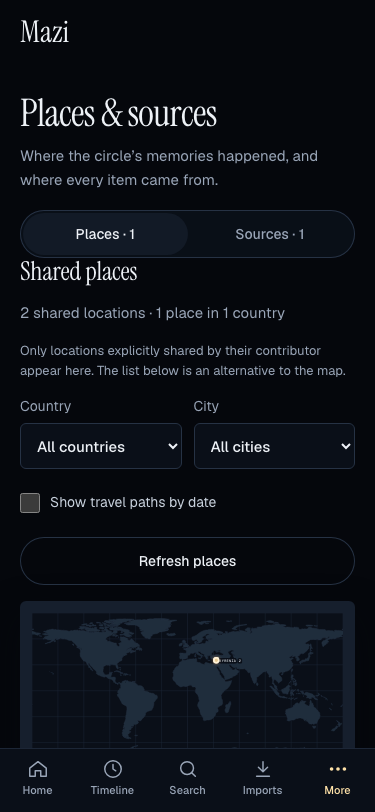 Mazi
Places & sources
Where the circle’s memories happened, and
where every item came from.
Places · 1
Sources · 1
Shared places
2 shared locations · 1 place in 1 country
Only locations explicitly shared by their contributor
appear here. The list below is an alternative to the map.
Country
City
All countries
All cities
Show travel paths by date
Refresh places
Home
Timeline
Search
Imports
More